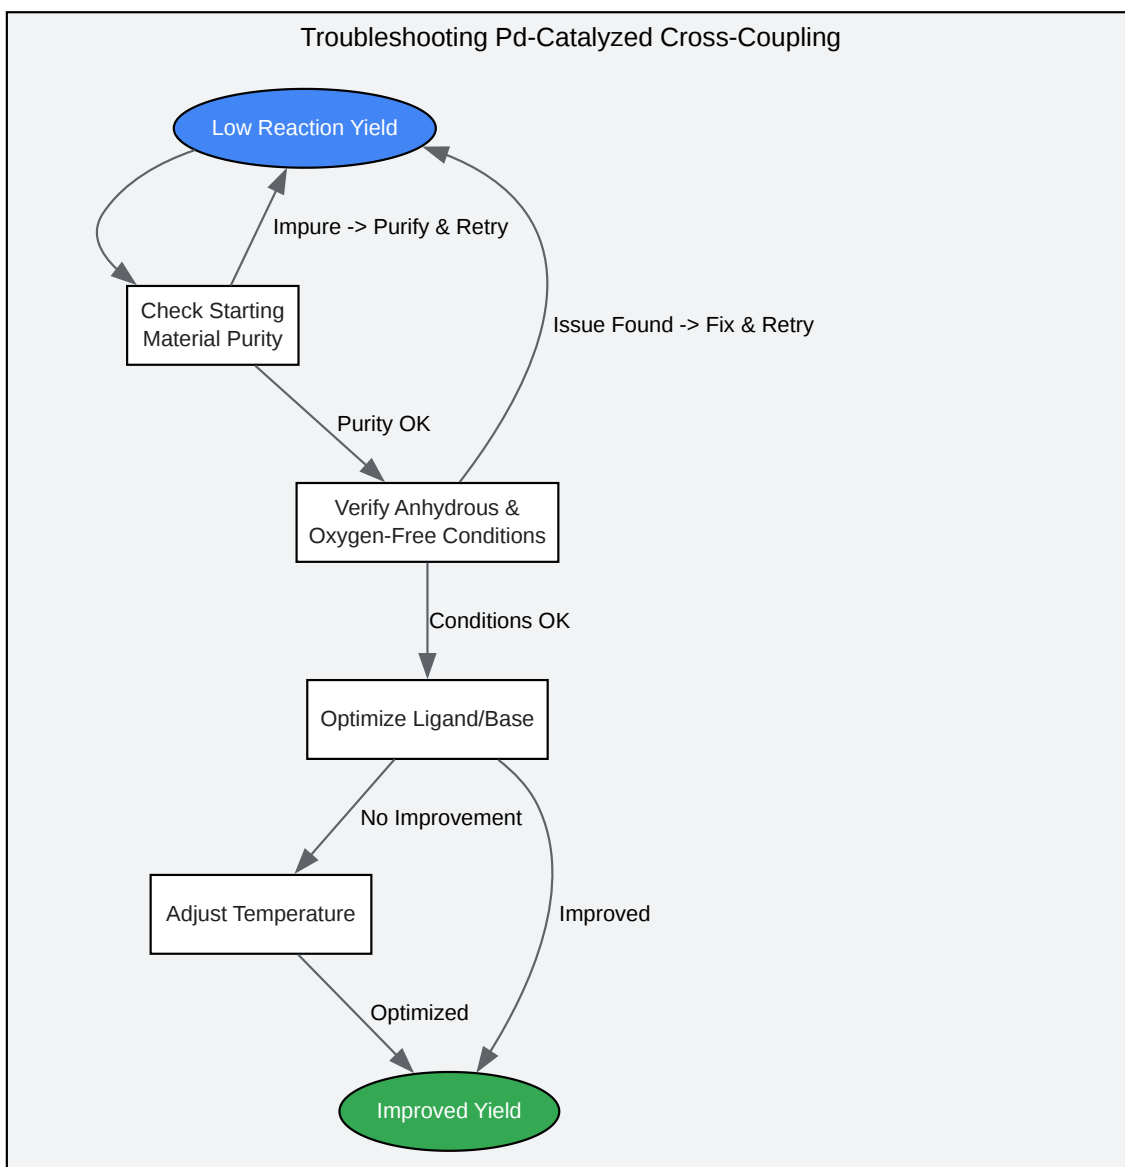 Troubleshooting Pd-Catalyzed Cross-Coupling
Low Reaction Yield
Impure -> Purify & Retry
Check Starting
Material Purity
Issue Found -> Fix & Retry
Purity OK
Verify Anhydrous &
Oxygen-Free Conditions
Conditions OK
Optimize Ligand/Base
No Improvement
Adjust Temperature
Improved
Optimized
Improved Yield